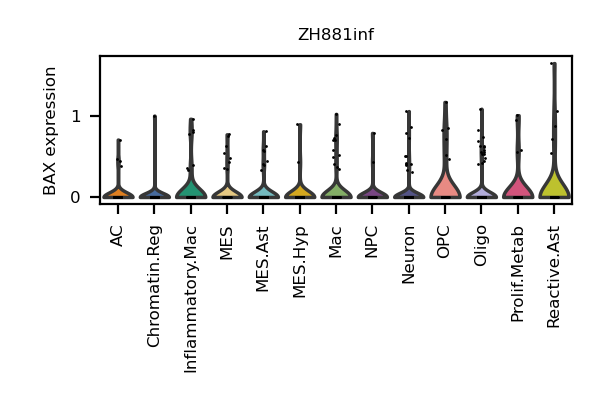 ZH881inf
BAX expression
1
0
AC
Chromatin.Reg
Inflammatory.Mac
MES
MES.Ast
MES.Hyp
Mac
NPC
Neuron
OPC
Oligo
Prolif.Metab
Reactive.Ast